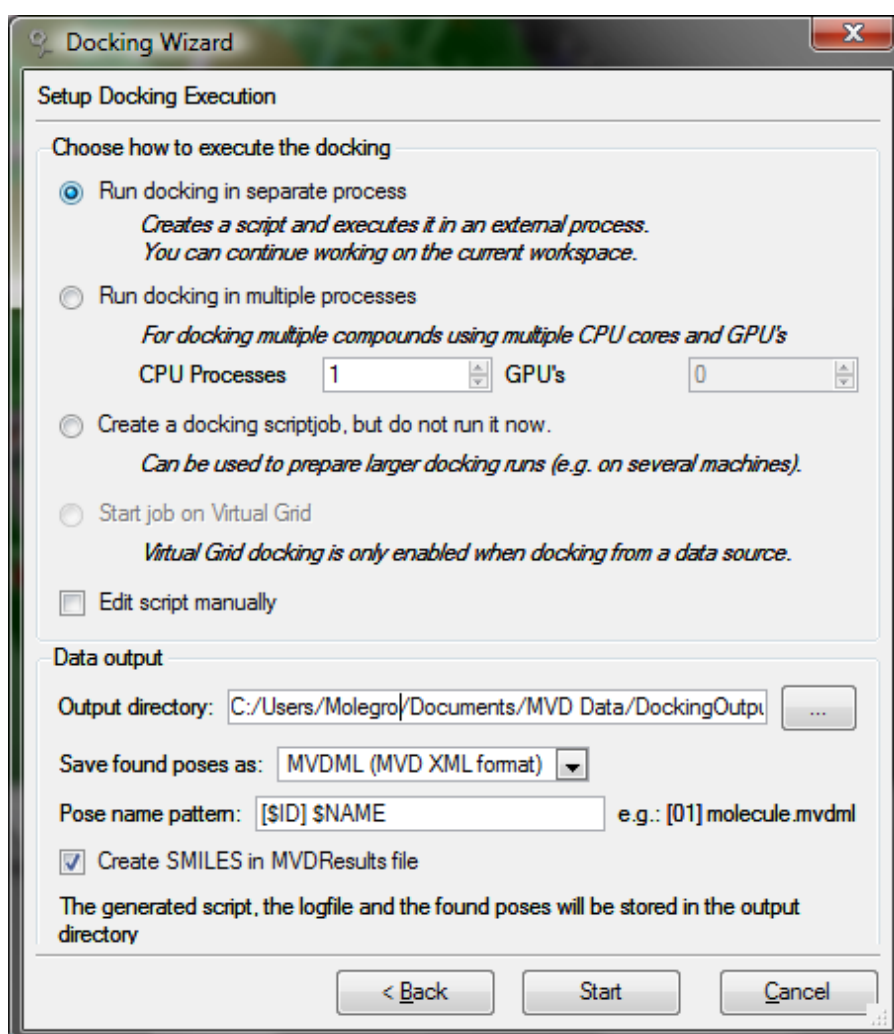 Docking Wizard
Setup Docking Execution
Choose how to execute the docking
Run docking in separate process
Creates a script and executes it in an external process.
You can continue working on the current workspace.
Run docking in multiple processes
For docking multiple compounds using multiple CPU cores and GPU's
CPU Processes 1 GPU's 0
Create a docking scriptjob, but do not run it now.
Can be used to prepare larger docking runs (e.g. on several machines).
Start job on Virtual Grid
Virtual Grid docking is only enabled when docking from a data source.
Edit script manually
Data output
Output directory: C:/Users/Molegro/Documents/MVD Data/DockingOutpu ...
Save found poses as: MVDML (MVD XML format)
Pose name pattern: [$ID] $NAME e.g.: [01] molecule.mvdml
Create SMILES in MVDResults file
The generated script, the logfile and the found poses will be stored in the output
directory
< Back Start Cancel